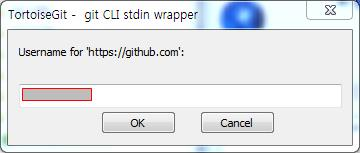 TortoiseGit - git CLI stdin wrapper
Username for 'https://github.com':
OK
Cancel